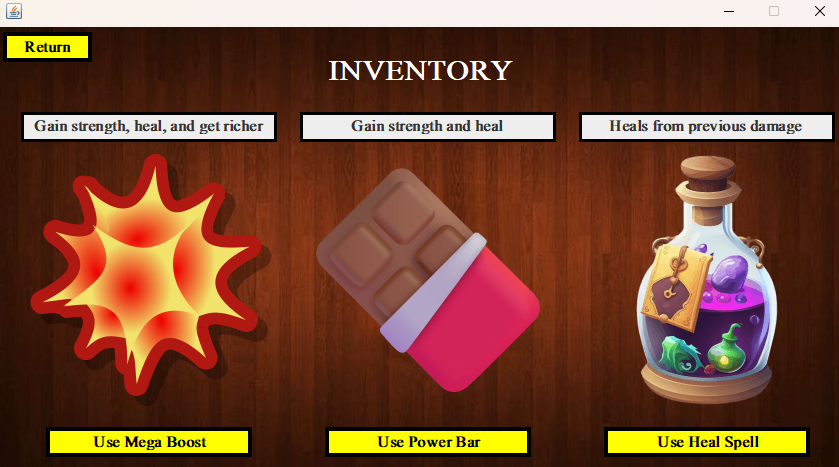 Return
INVENTORY
Gain strength, heal, and get richer
Gain strength and heal
Heals from previous damage
Use Mega Boost
Use Power Bar
Use Heal Spell